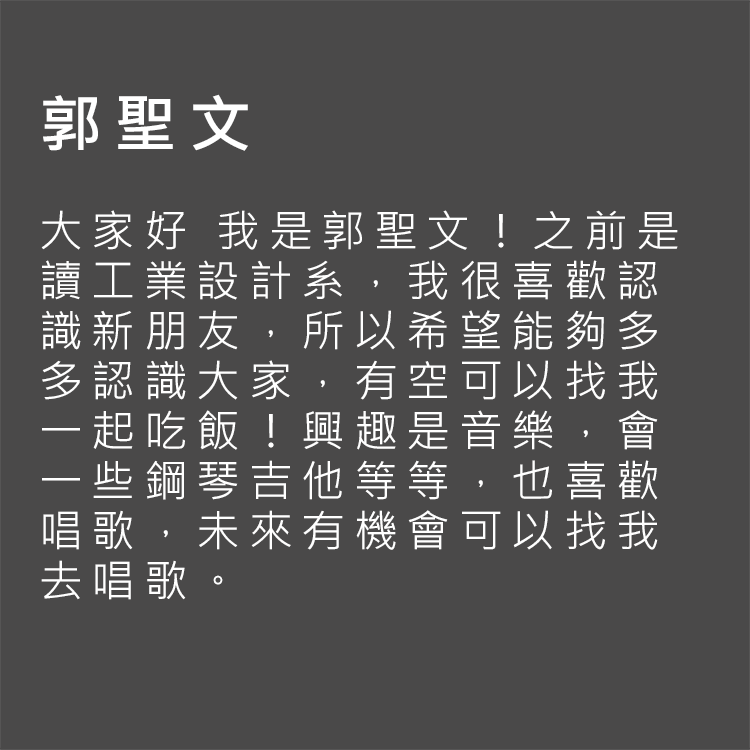 郭聖文
大家好 我是郭聖文！之前是
讀工業設計系，我很喜歡認
識新朋友，所以希望能夠多
多認識大家，有空可以找我
一起吃飯！興趣是音樂，會
一些鋼琴吉他等等，也喜歡
唱歌，未來有機會可以找我
去唱歌。